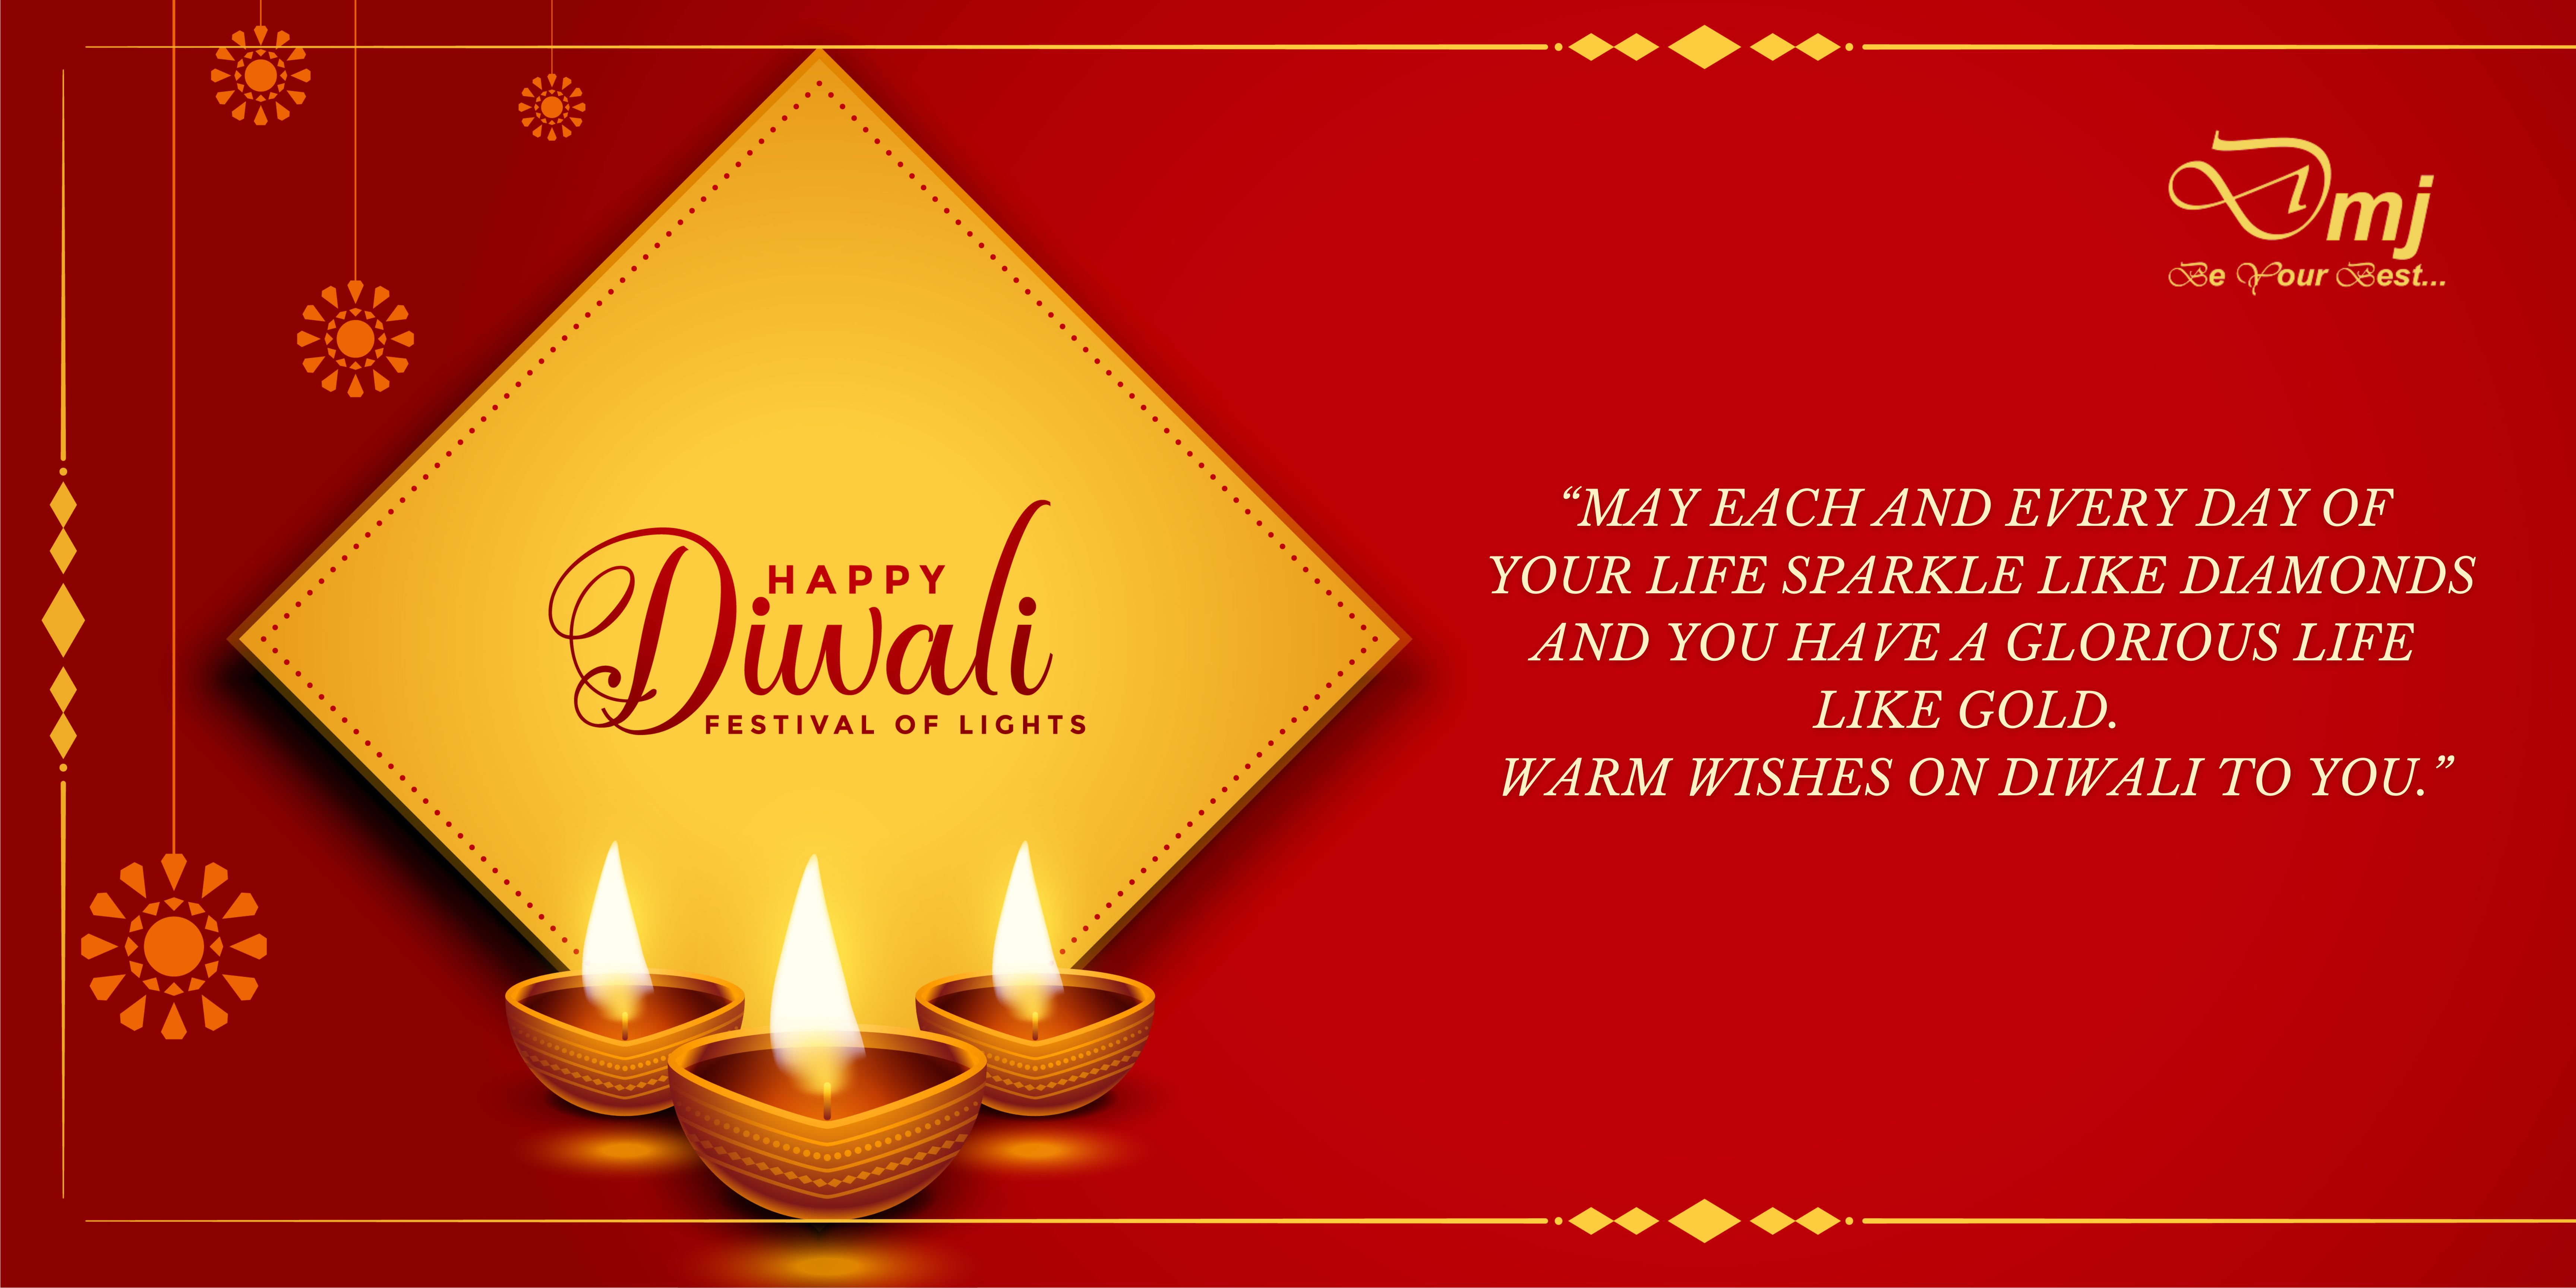 HAPPY
Diwali
FESTIVAL OF LIGHTS
Dmj
Be Your Best...
“MAY EACH AND EVERY DAY OF
YOUR LIFE SPARKLE LIKE DIAMONDS
AND YOU HAVE A GLORIOUS LIFE
LIKE GOLD.
WARM WISHES ON DIWALI TO YOU.”